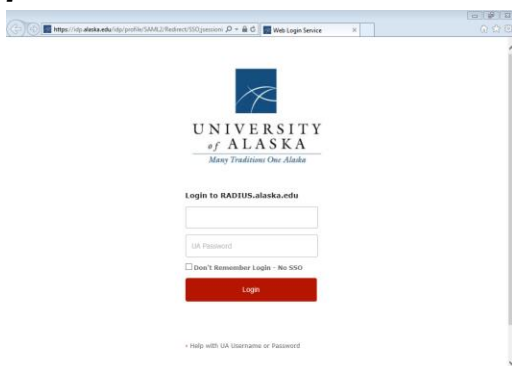 https://idp.alaska.edu/idp/profile/SAML2/Redirect/SSO;jsessioni
Web Login Service
UNIVERSITY
of ALASKA
Many Traditions One Alaska
Login to RADIUS.alaska.edu
UA Password
Don't Remember Login - No SSO
Login
Help with UA Username or Password